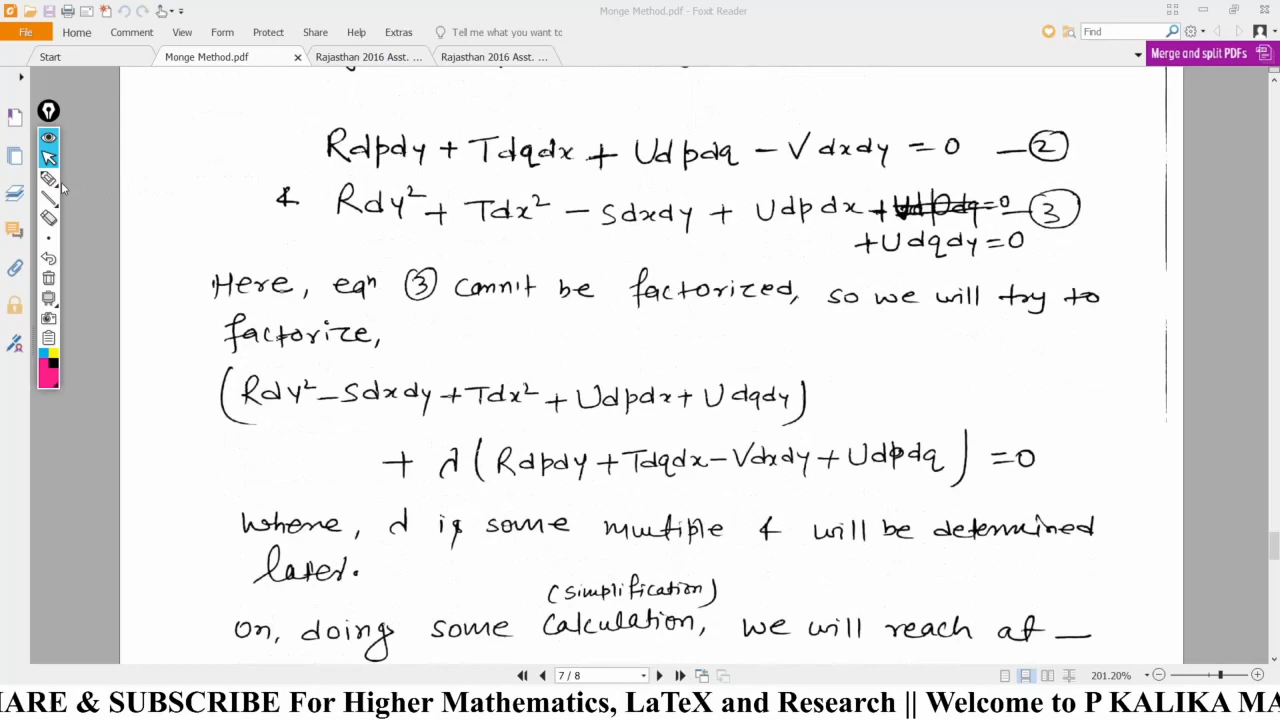 Monge Method.pdf - Foxit Reader
File Home Comment View Form Protect Share Help Extras Tell me what you want to Find
Start Monge Method.pdf Rajasthan 2016 Asst. ... Rajasthan 2016 Asst. ... Merge and split PDFs
Rdpdy + Tdqdx + Udpdq - Vdxdy = 0 — ②
& Rdy² + Tdx² - Sdxdy + Udpdx — ③
+ Udqdy = 0
Here, eqn ③ cannit be factorized, so we will try to
factorize,
(Rdy² - Sdxdy + Tdx² + Udpdx + Udqdy)
+ λ (Rdpdy + Tdqdx - Vdxdy + Udpdq) = 0
where, λ is some multiple & will be determined
later.
(simplification)
On, doing some calculation, we will reach at —
7 / 8 201.20%
HARE & SUBSCRIBE For Higher Mathematics, LaTeX and Research || Welcome to P KALIKA MA